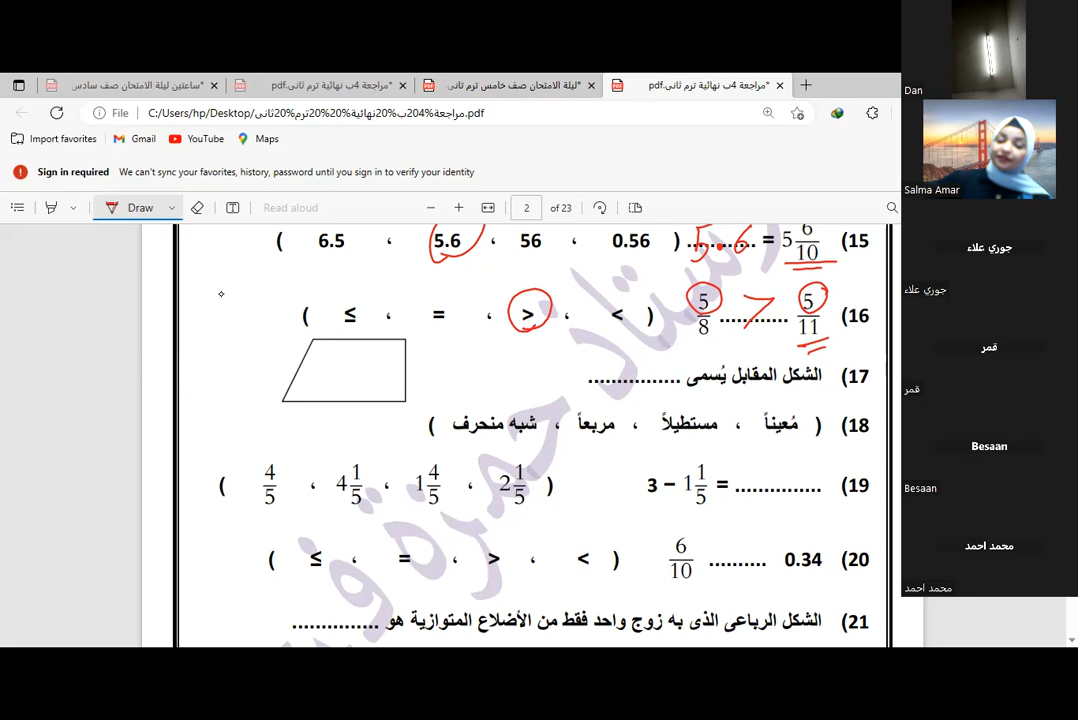 *ساعتين ليلة الامتحان صف سادس
*مراجعة 4ب نهائية ترم ثانى.pdf
*ليلة الامتحان صف خامس ترم ثانى
*مراجعة 4ب نهائية ترم ثانى.pdf
Dan
File C:/Users/hp/Desktop/مراجعة%204ب%20نهائية%20%20ترم%20ثانى.pdf
Import favorites Gmail YouTube Maps
Sign in required We can't sync your favorites, history, password until you sign in to verify your identity
Salma Amar
Draw Read aloud 2 of 23
15) 5 6/10 = ............ ( 0.56 ، 56 ، 5.6 ، 6.5 )
5.6
16) 5/11 ............ 5/8 ( < ، > ، = ، ≤ )
>
17) الشكل المقابل يُسمى ................
18) ( مُعيناً ، مستطيلاً ، مربعاً ، شبه منحرف )
19) 3 − 1 1/5 = ............... ( 2 1/5 ، 1 4/5 ، 4 1/5 ، 4/5 )
20) 0.34 .......... 6/10 ( < ، > ، = ، ≤ )
21) الشكل الرباعى الذى به زوج واحد فقط من الأضلاع المتوازية هو ...............
جوري علاء
جوري علاء
قمر
قمر
Besaan
Besaan
محمد احمد
محمد احمد